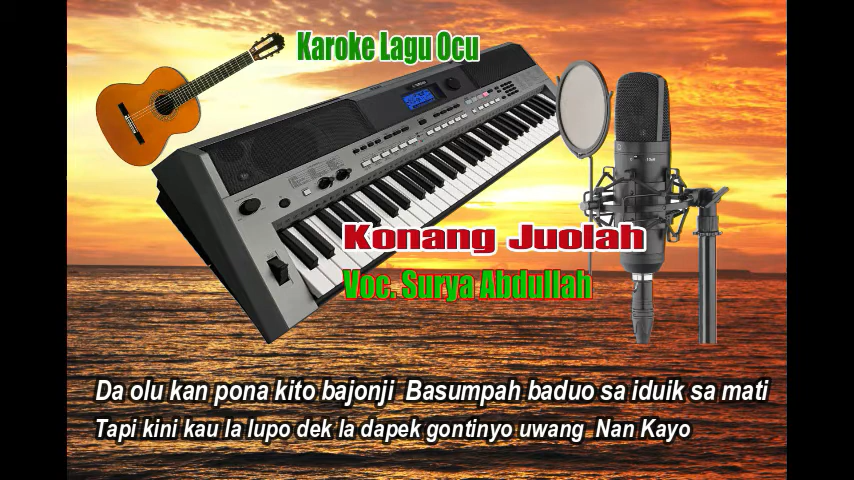 Karoke Lagu Ocu
Konang Juolah
Voc. Surya Abdullah
Da olu kan pona kito bajonji Basumpah baduo sa iduik sa mati
Tapi kini kau la lupo dek la dapek gontinyo uwang Nan Kayo